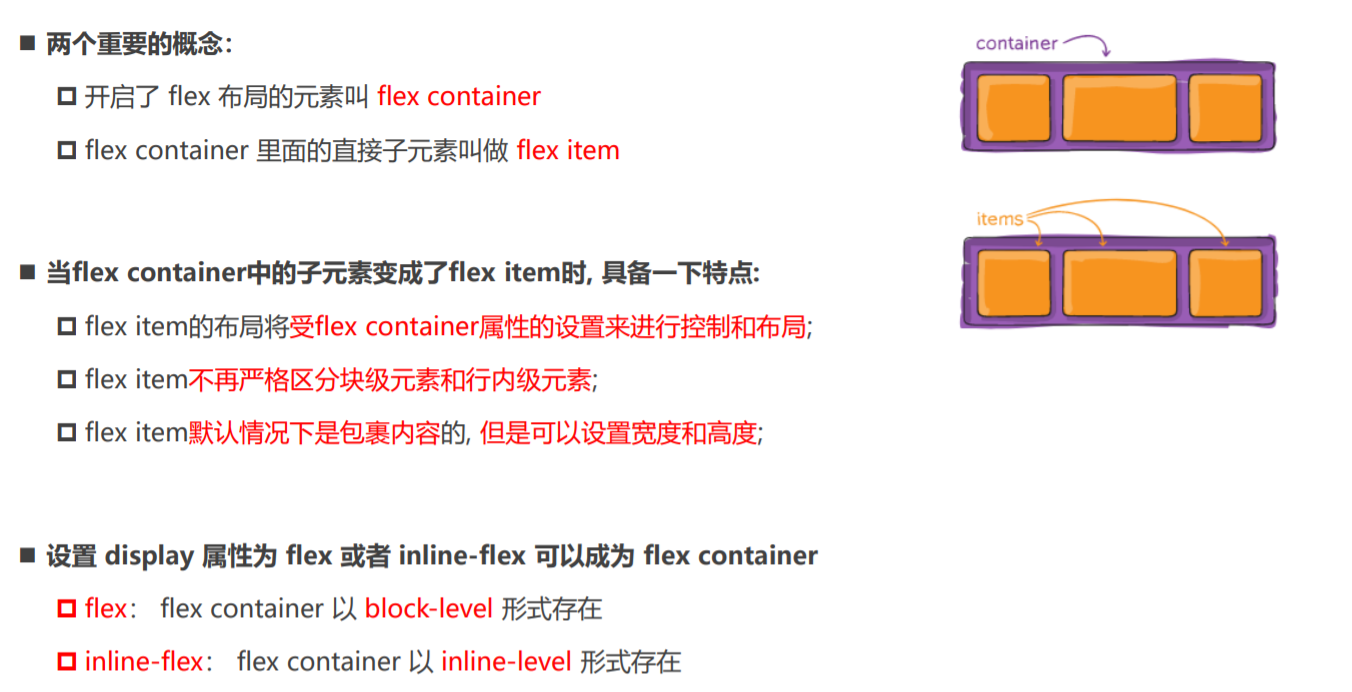 两个重要的概念：
开启了 flex 布局的元素叫 flex container
flex container 里面的直接子元素叫做 flex item
container
items
当flex container中的子元素变成了flex item时, 具备一下特点:
flex item的布局将受flex container属性的设置来进行控制和布局;
flex item不再严格区分块级元素和行内级元素;
flex item默认情况下是包裹内容的, 但是可以设置宽度和高度;
设置 display 属性为 flex 或者 inline-flex 可以成为 flex container
flex： flex container 以 block-level 形式存在
inline-flex： flex container 以 inline-level 形式存在